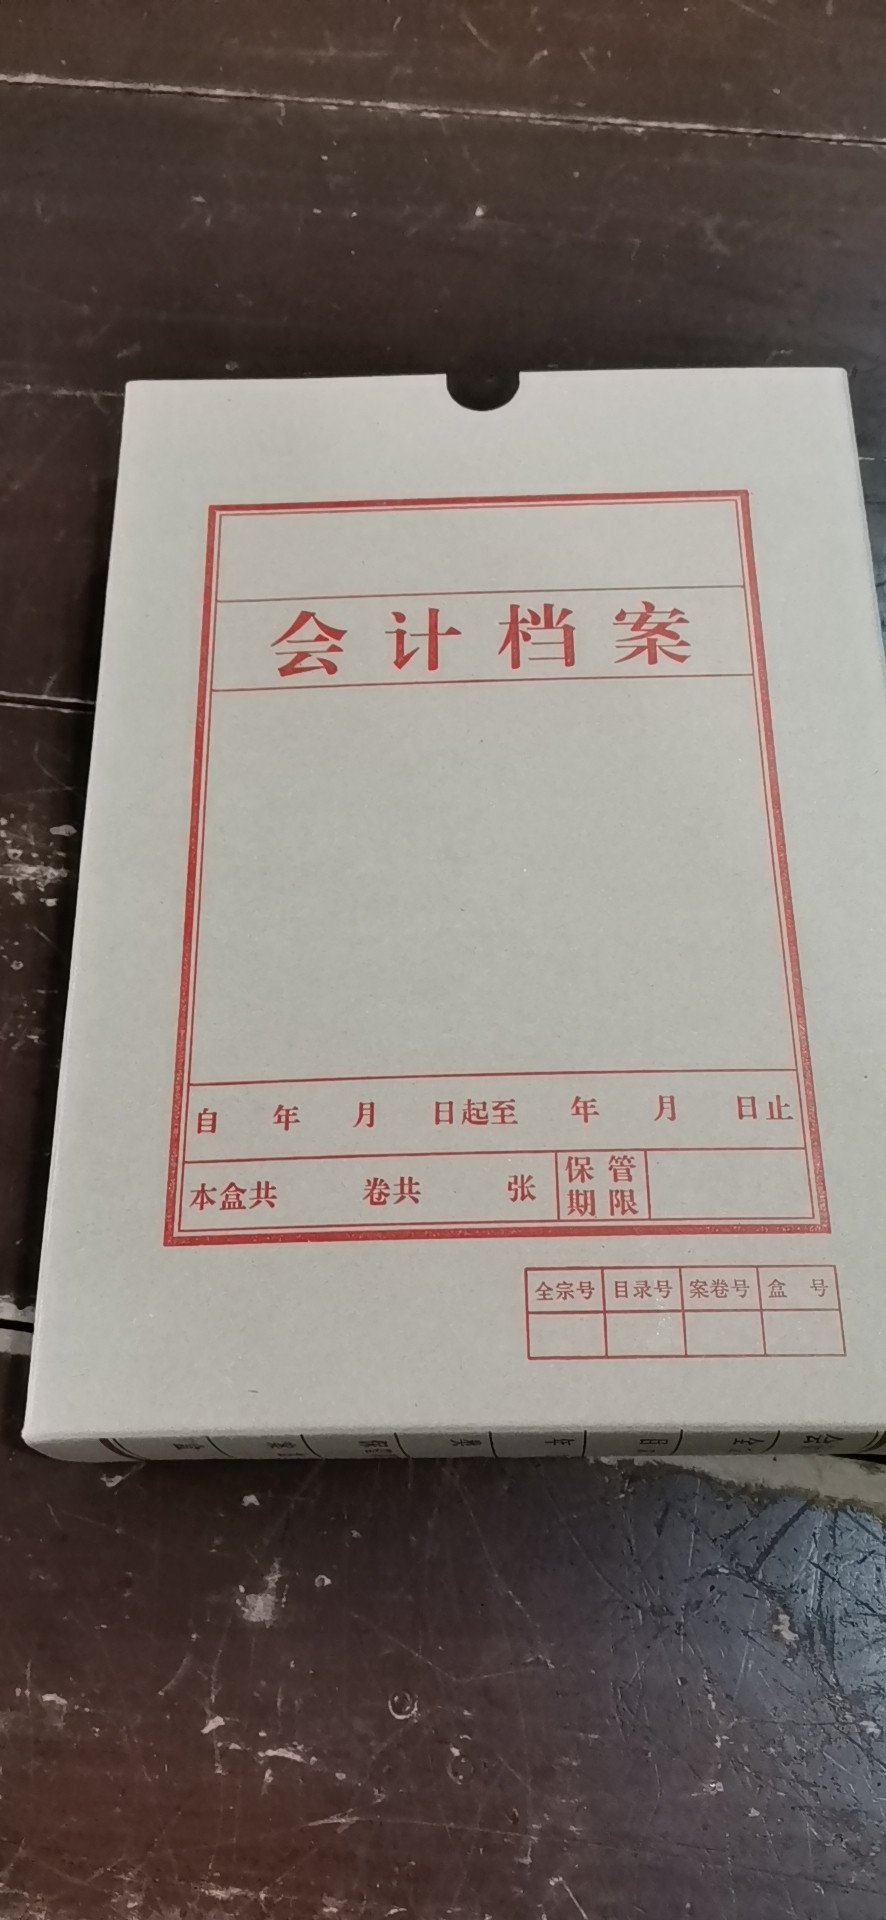 会计档案
自 年 月 日起至 年 月 日止
本盒共 卷共 张 保管期限
全宗号 目录号 案卷号 盒号